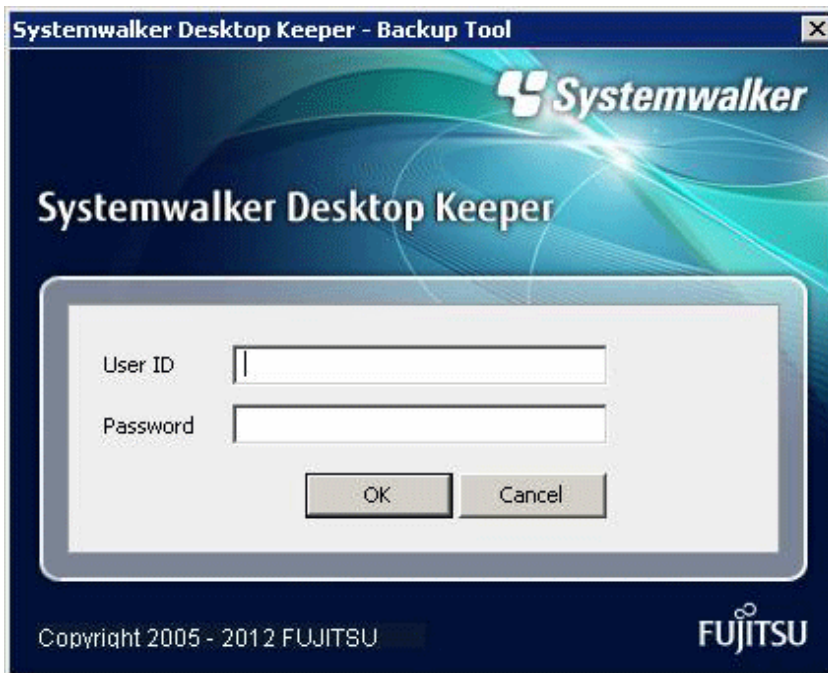 Systemwalker Desktop Keeper - Backup Tool
Systemwalker
Systemwalker Desktop Keeper
User ID
Password
OK Cancel
Copyright 2005 - 2012 FUJITSU
FUJITSU